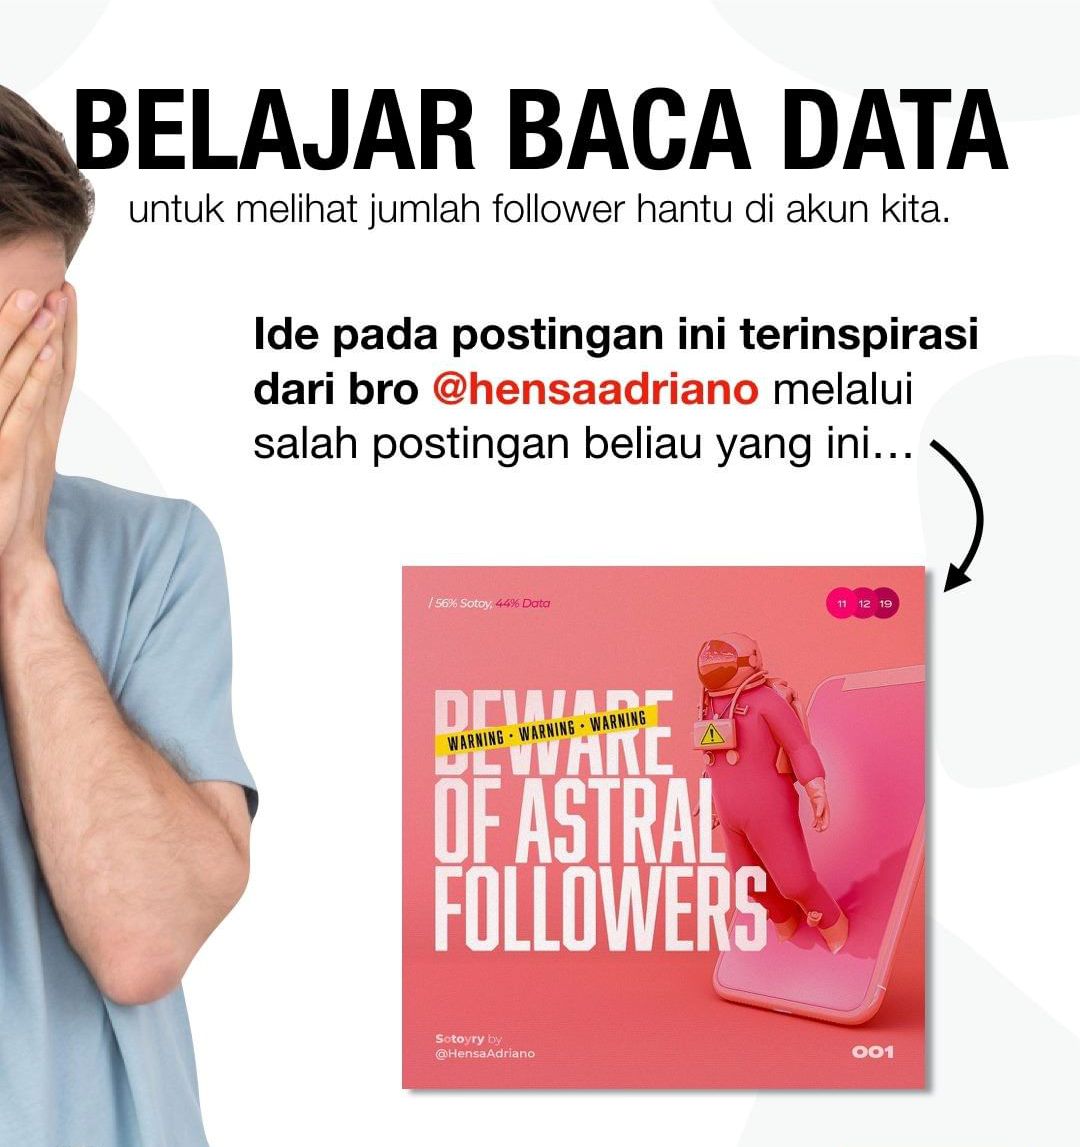 BELAJAR BACA DATA
untuk melihat jumlah follower hantu di akun kita.
Ide pada postingan ini terinspirasi
dari bro @hensaadriano melalui
salah postingan beliau yang ini...
/ 56% Sotoy, 44% Data
11 12 19
BEWARE
WARNING • WARNING • WARNING
OF ASTRAL
FOLLOWERS
Sotoyry by
@HensaAdriano
001